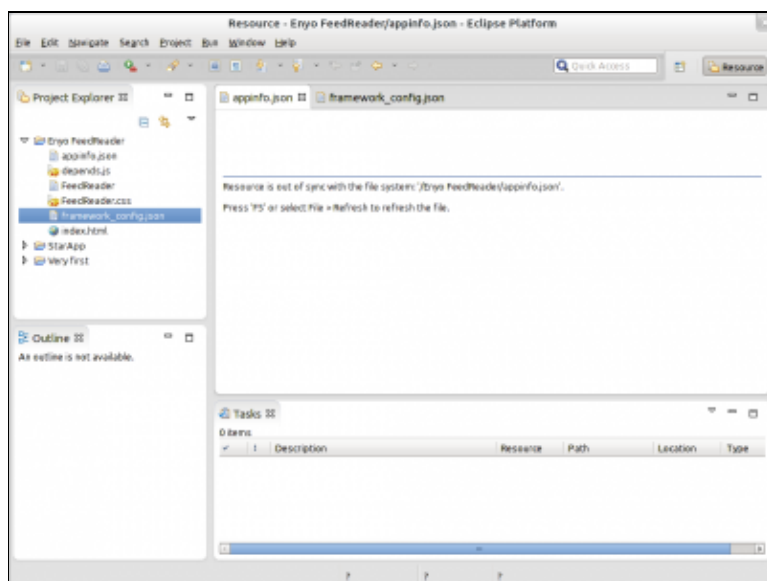 Resource - Enyo FeedReader/appinfo.json - Eclipse Platform
File Edit Navigate Search Project Run Window Help
Quick Access
Resource
Project Explorer
appinfo.json
framework_config.json
Enyo FeedReader
appinfo.json
depends.js
FeedReader
FeedReader.css
framework_config.json
index.html
StarApp
Very first
Resource is out of sync with the file system: '/Enyo FeedReader/appinfo.json'.
Press 'F5' or select File > Refresh to refresh the file.
Outline
An outline is not available.
Tasks
0 items
! Description Resource Path Location Type